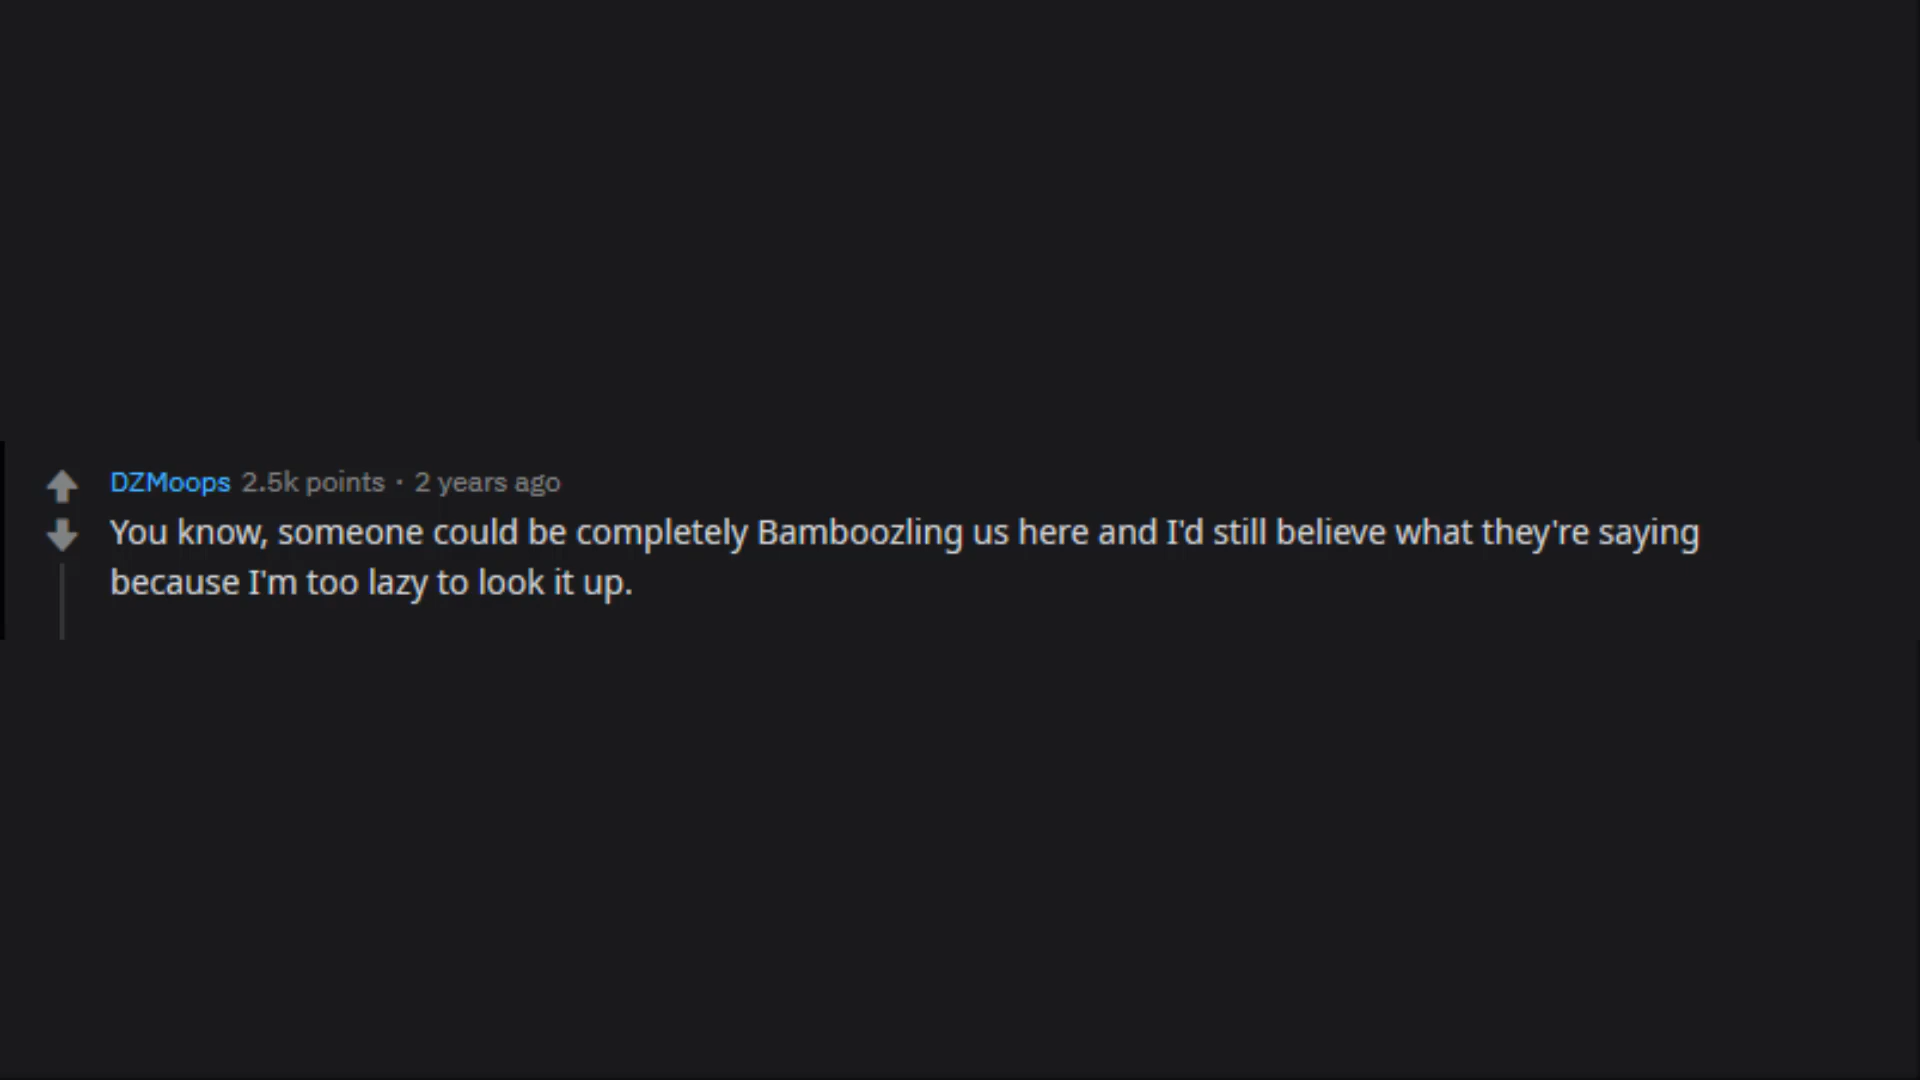 DZMoops 2.5k points · 2 years ago
You know, someone could be completely Bamboozling us here and I'd still believe what they're saying
because I'm too lazy to look it up.